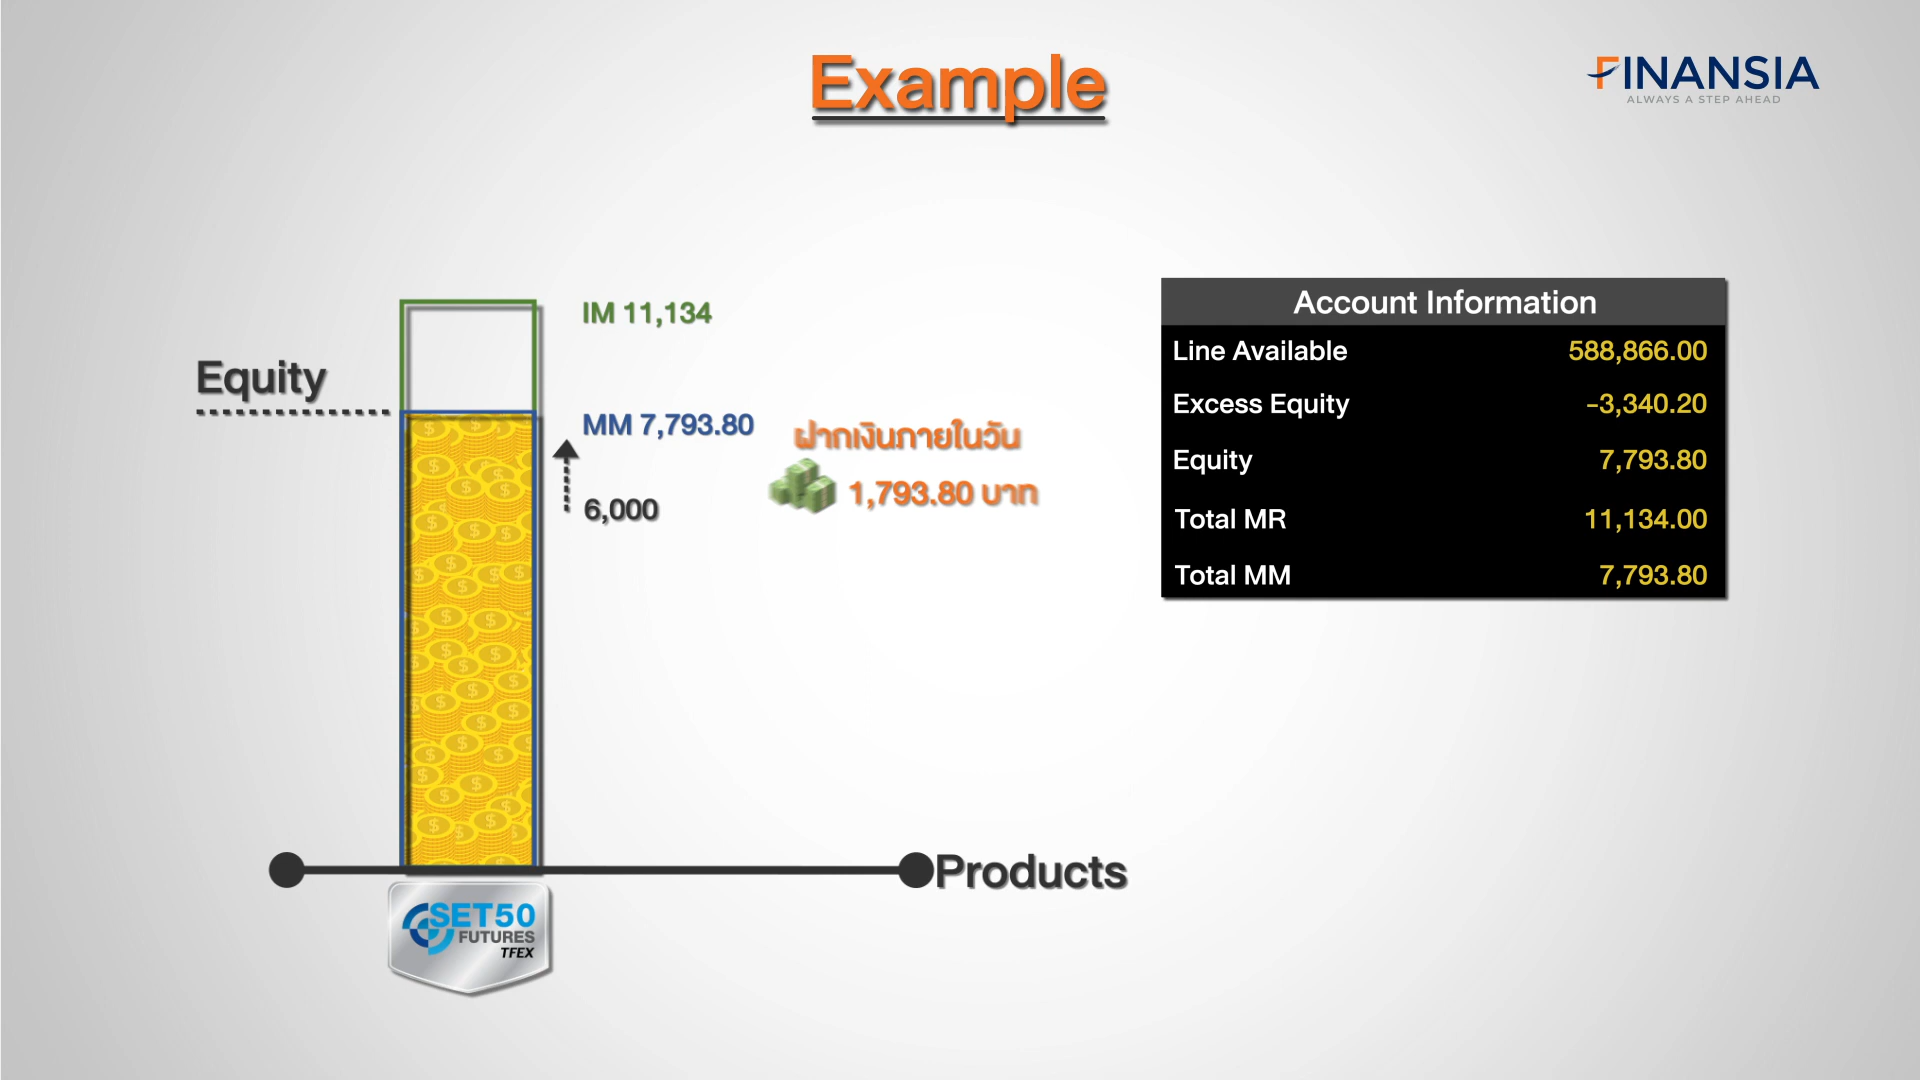 Example
FINANSIA
ALWAYS A STEP AHEAD
IM 11,134
Equity
MM 7,793.80
6,000
ฝากเงินภายในวัน
1,793.80 บาท
Account Information
Line Available 588,866.00
Excess Equity -3,340.20
Equity 7,793.80
Total MR 11,134.00
Total MM 7,793.80
Products
SET50
FUTURES
TFEX